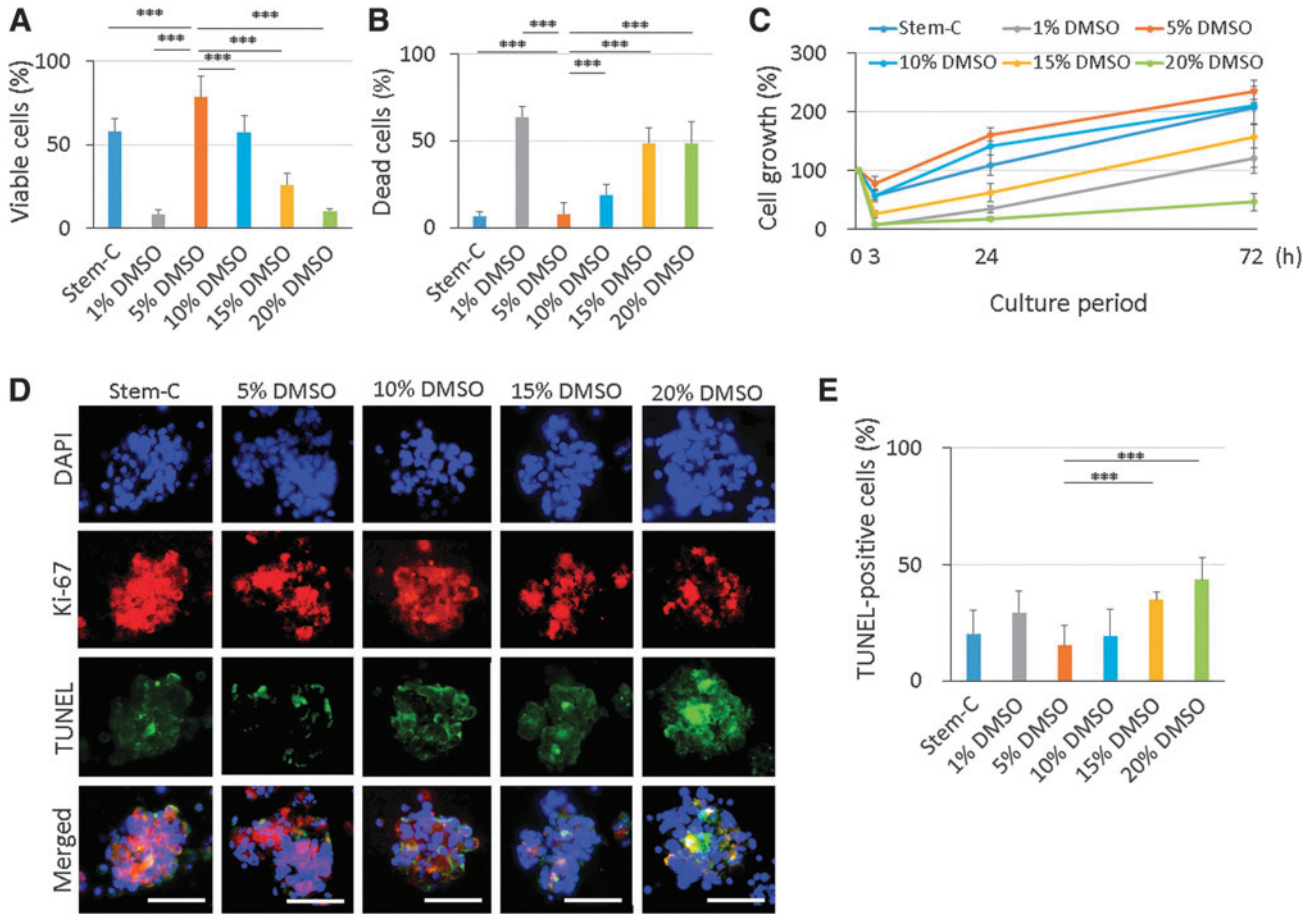 A
***
***
***
***
***
Viable cells (%)
100
50
0
Stem-C
1% DMSO
5% DMSO
10% DMSO
15% DMSO
20% DMSO
B
***
***
***
***
***
Dead cells (%)
100
50
0
Stem-C
1% DMSO
5% DMSO
10% DMSO
15% DMSO
20% DMSO
C
Stem-C
1% DMSO
5% DMSO
10% DMSO
15% DMSO
20% DMSO
Cell growth (%)
300
200
100
0
0 3 24 72 (h)
Culture period
D
Stem-C 5% DMSO 10% DMSO 15% DMSO 20% DMSO
DAPI
Ki-67
TUNEL
Merged
E
***
***
TUNEL-positive cells (%)
100
50
0
Stem-C
1% DMSO
5% DMSO
10% DMSO
15% DMSO
20% DMSO